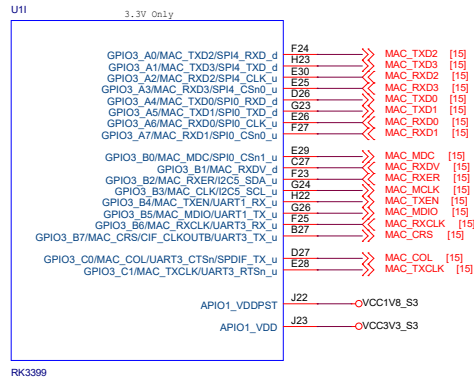 U1I
3.3V Only
GPIO3_A0/MAC_TXD2/SPI4_RXD_d F24 MAC_TXD2 [15]
GPIO3_A1/MAC_TXD3/SPI4_TXD_d H23 MAC_TXD3 [15]
GPIO3_A2/MAC_RXD2/SPI4_CLK_u E30 MAC_RXD2 [15]
GPIO3_A3/MAC_RXD3/SPI4_CSn0_u E25 MAC_RXD3 [15]
GPIO3_A4/MAC_TXD0/SPI0_RXD_d D26 MAC_TXD0 [15]
GPIO3_A5/MAC_TXD1/SPI0_TXD_d G23 MAC_TXD1 [15]
GPIO3_A6/MAC_RXD0/SPI0_CLK_u E26 MAC_RXD0 [15]
GPIO3_A7/MAC_RXD1/SPI0_CSn0_u F27 MAC_RXD1 [15]
GPIO3_B0/MAC_MDC/SPI0_CSn1_u E29 MAC_MDC [15]
GPIO3_B1/MAC_RXDV_d C27 MAC_RXDV [15]
GPIO3_B2/MAC_RXER/I2C5_SDA_u F23 MAC_RXER [15]
GPIO3_B3/MAC_CLK/I2C5_SCL_u G24 MAC_MCLK [15]
GPIO3_B4/MAC_TXEN/UART1_RX_u H22 MAC_TXEN [15]
GPIO3_B5/MAC_MDIO/UART1_TX_u G26 MAC_MDIO [15]
GPIO3_B6/MAC_RXCLK/UART3_RX_u F25 MAC_RXCLK [15]
GPIO3_B7/MAC_CRS/CIF_CLKOUTB/UART3_TX_u B27 MAC_CRS [15]
GPIO3_C0/MAC_COL/UART3_CTSn/SPDIF_TX_u D27 MAC_COL [15]
GPIO3_C1/MAC_TXCLK/UART3_RTSn_u E28 MAC_TXCLK [15]
APIO1_VDDPST J22 VCC1V8_S3
APIO1_VDD J23 VCC3V3_S3
RK3399